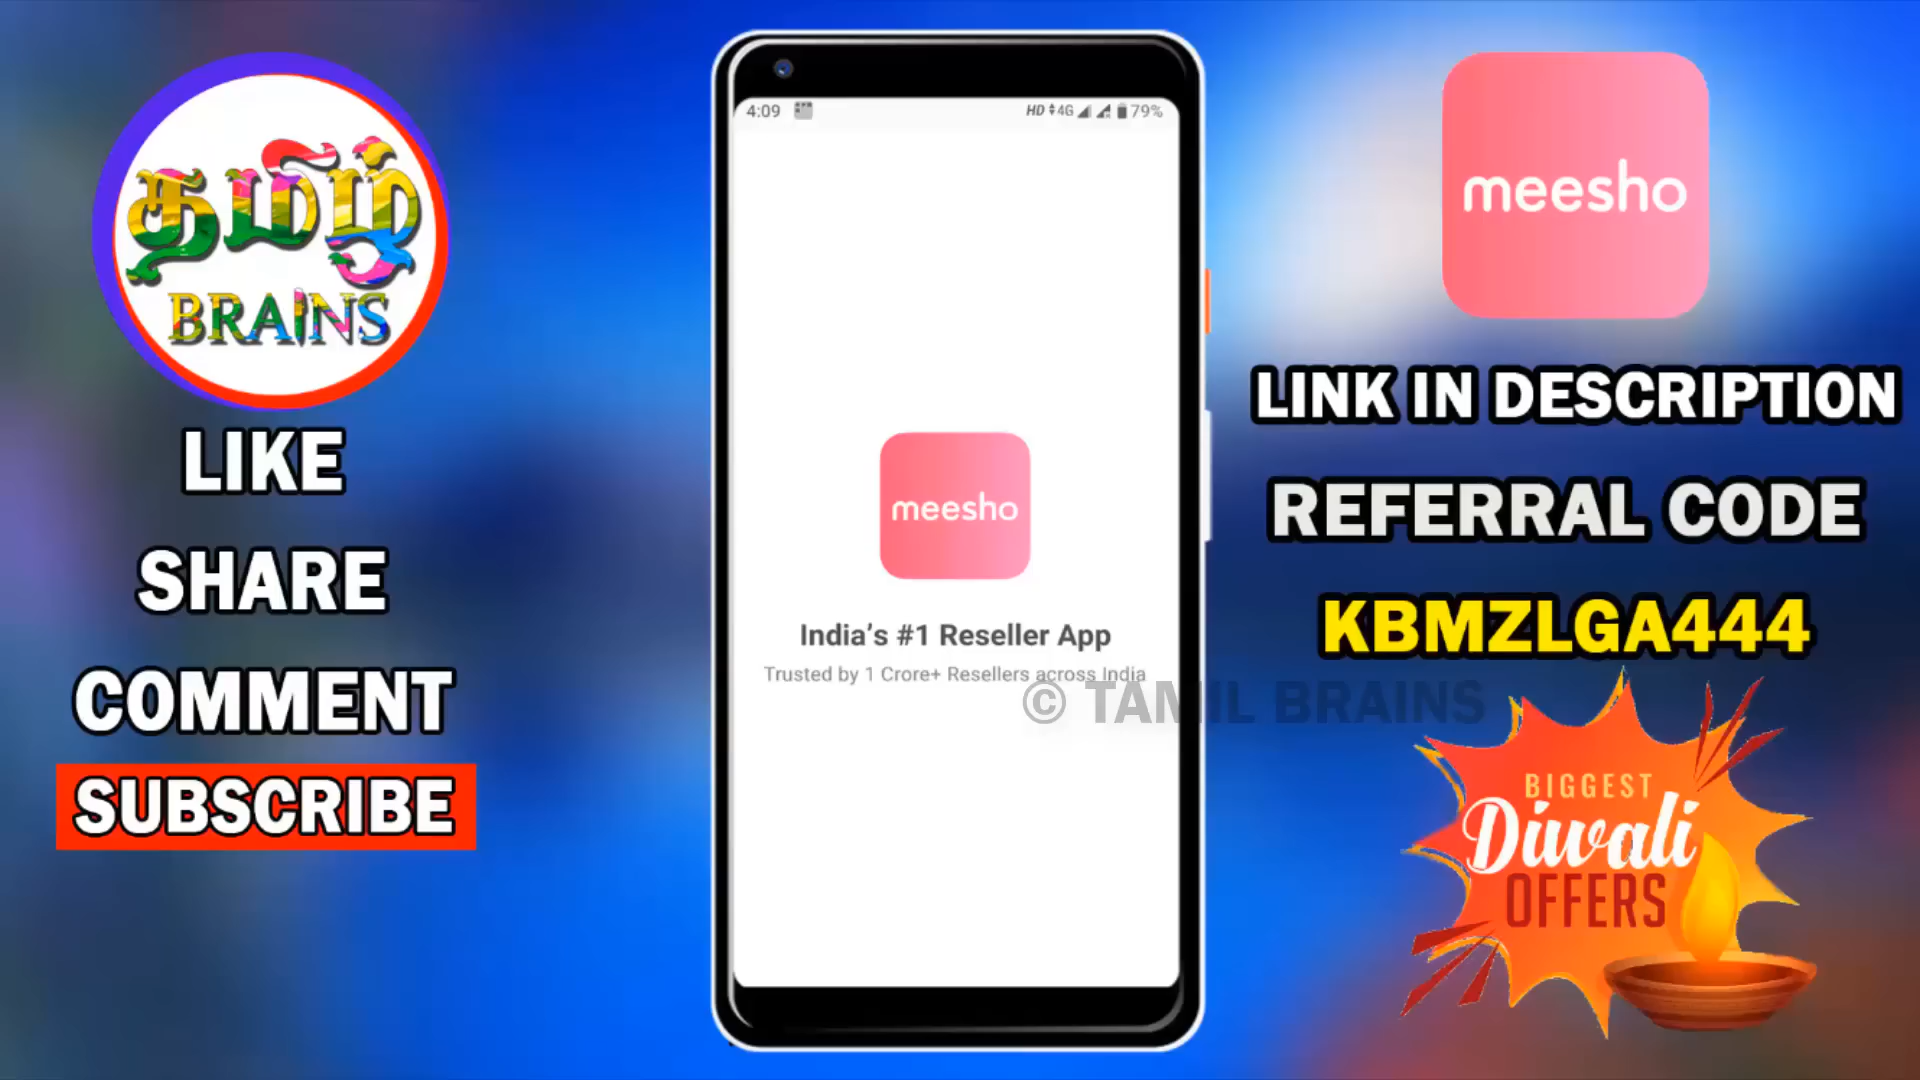 தமிழ்
BRAINS
LIKE
SHARE
COMMENT
SUBSCRIBE
4:09
HD 4G 79%
meesho
India's #1 Reseller App
Trusted by 1 Crore+ Resellers across India
© TAMIL BRAINS
meesho
LINK IN DESCRIPTION
REFERRAL CODE
KBMZLGA444
BIGGEST
Diwali
OFFERS